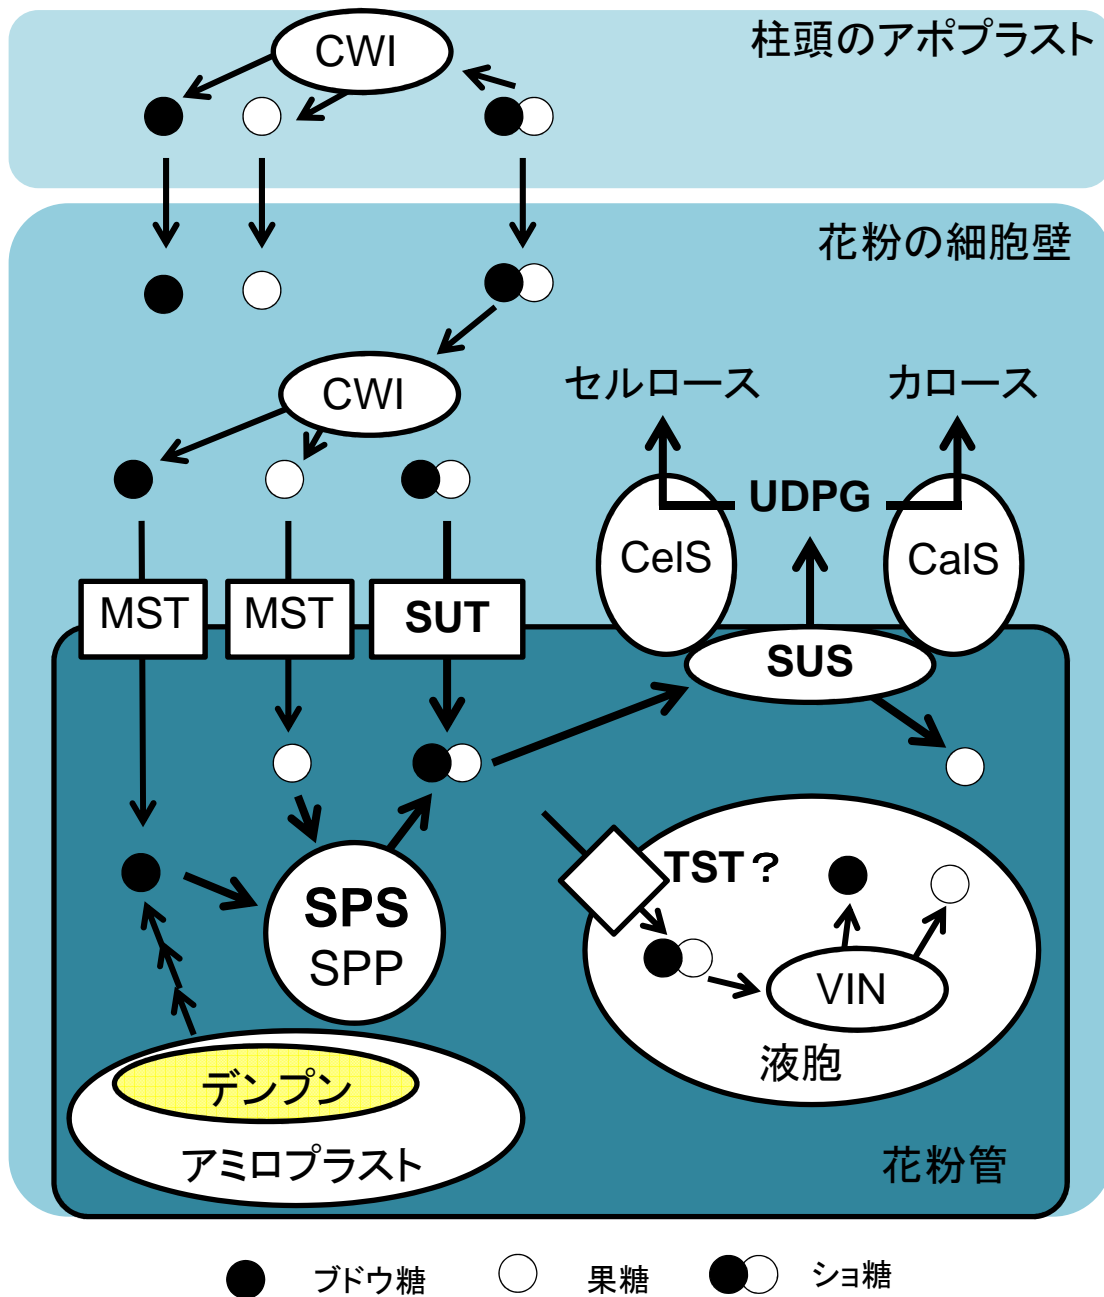 柱頭のアポプラスト
CWI
花粉の細胞壁
CWI
セルロース
カロース
UDPG
CelS
CalS
MST
MST
SUT
SUS
TST？
SPS
SPP
VIN
液胞
デンプン
アミロプラスト
花粉管
ブドウ糖
果糖
ショ糖